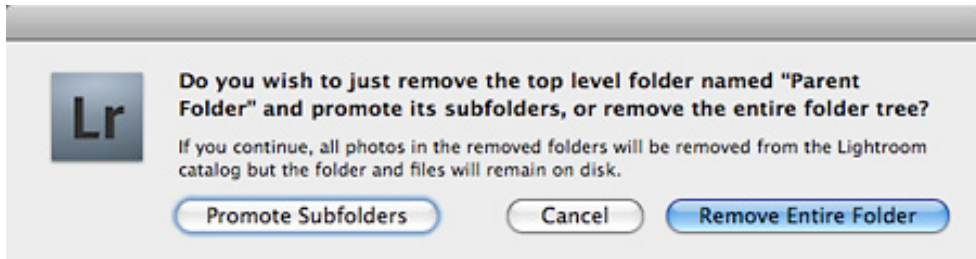 Lr
Do you wish to just remove the top level folder named "Parent
Folder" and promote its subfolders, or remove the entire folder tree?
If you continue, all photos in the removed folders will be removed from the Lightroom
catalog but the folder and files will remain on disk.
Promote Subfolders
Cancel
Remove Entire Folder